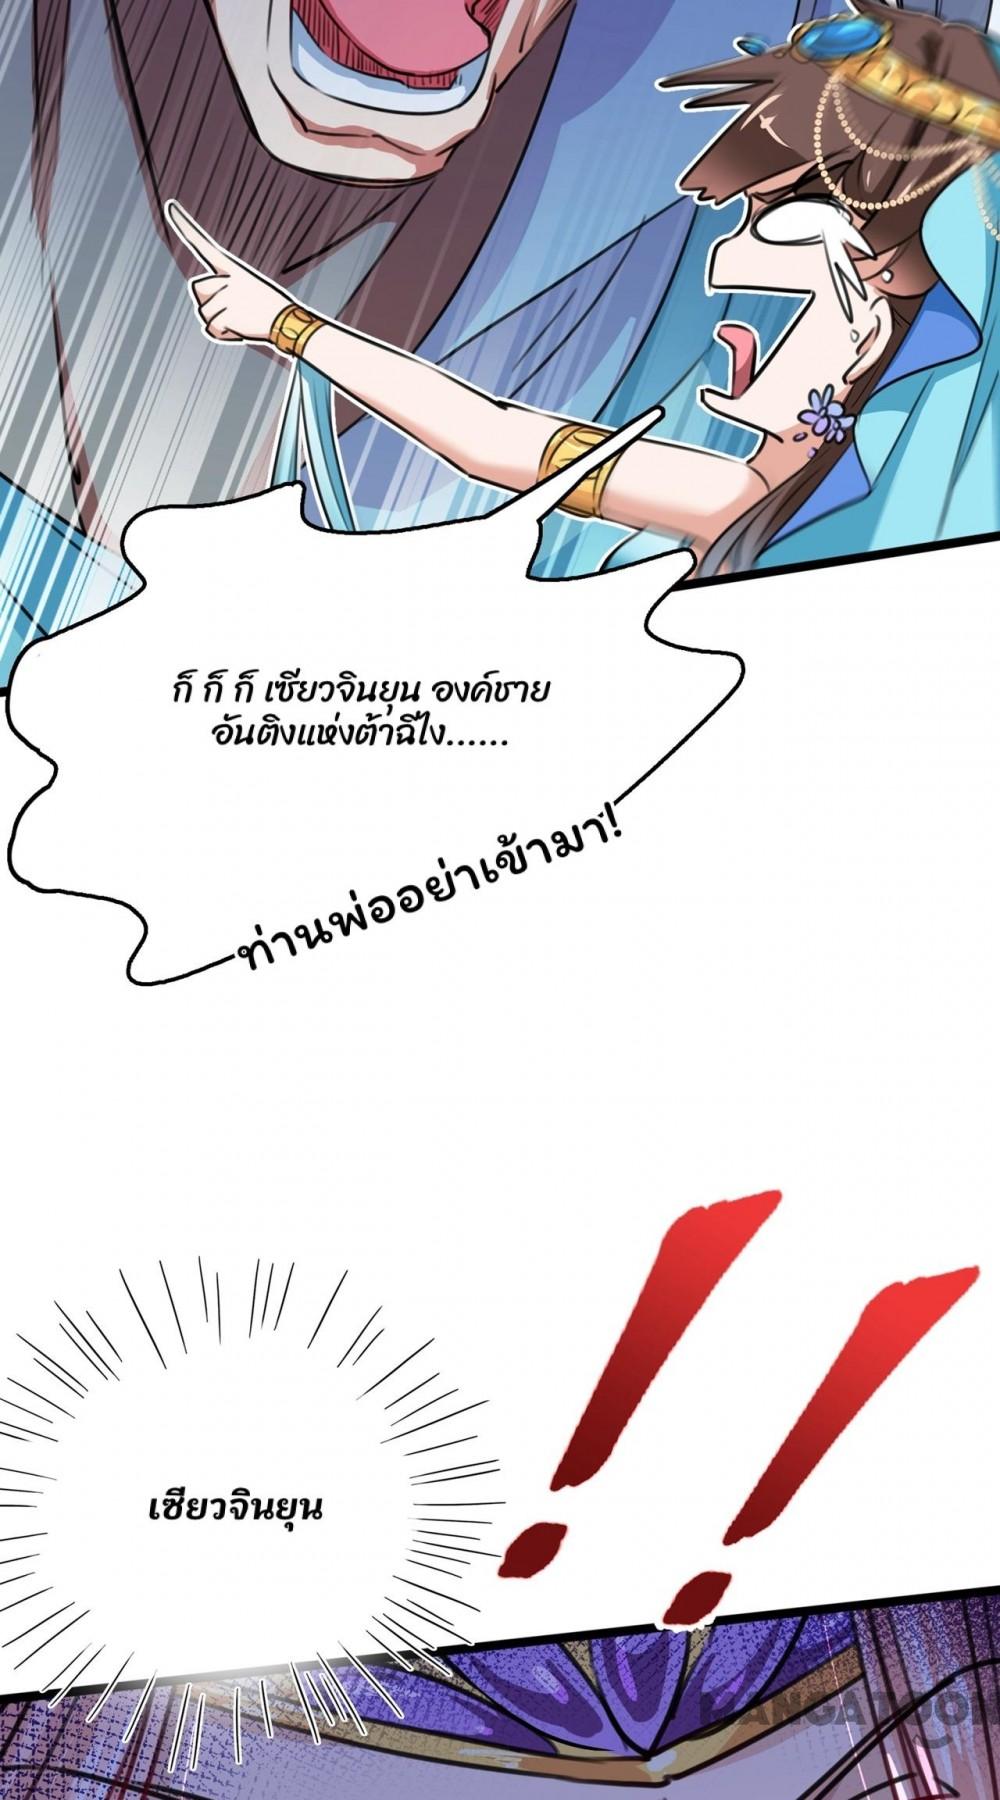 ก็ ก็ ก็ เซียวจินยุน องค์ชาย
อันติงแห่งต้าฉีไง......
ท่านพ่ออย่าเข้ามา!
!!
เซียวจินยุน
MANGATOON